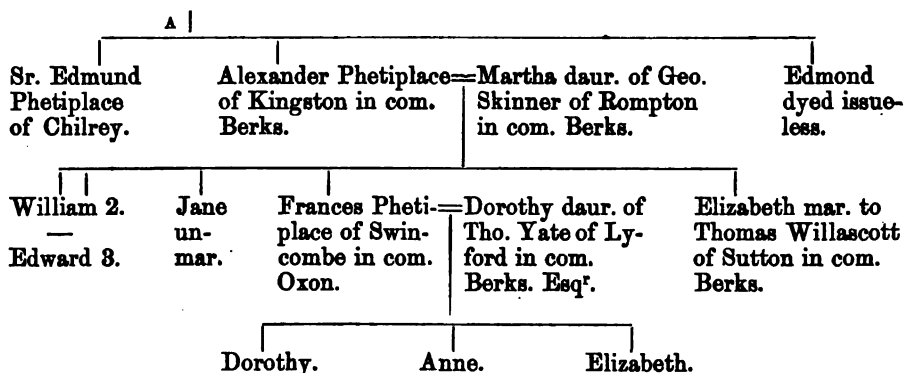 A
Sr. Edmund
Phetiplace
of Chilrey.
Alexander Phetiplace=Martha daur. of Geo.
of Kingston in com. Skinner of Rompton
Berks. in com. Berks.
Edmond
dyed issue-
less.
William 2.
—
Edward 3.
Jane
un-
mar.
Frances Pheti-=Dorothy daur. of
place of Swin- Tho. Yate of Ly-
combe in com. ford in com.
Oxon. Berks. Esqr.
Elizabeth mar. to
Thomas Willascott
of Sutton in com.
Berks.
Dorothy. Anne. Elizabeth.